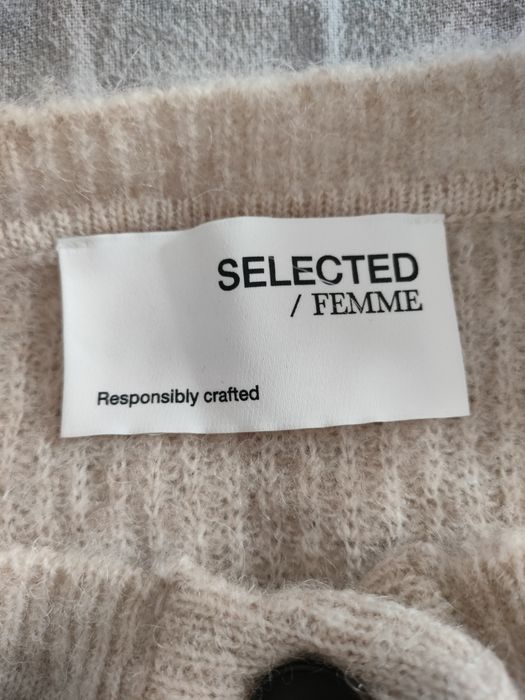 SELECTED
/ FEMME
Responsibly crafted